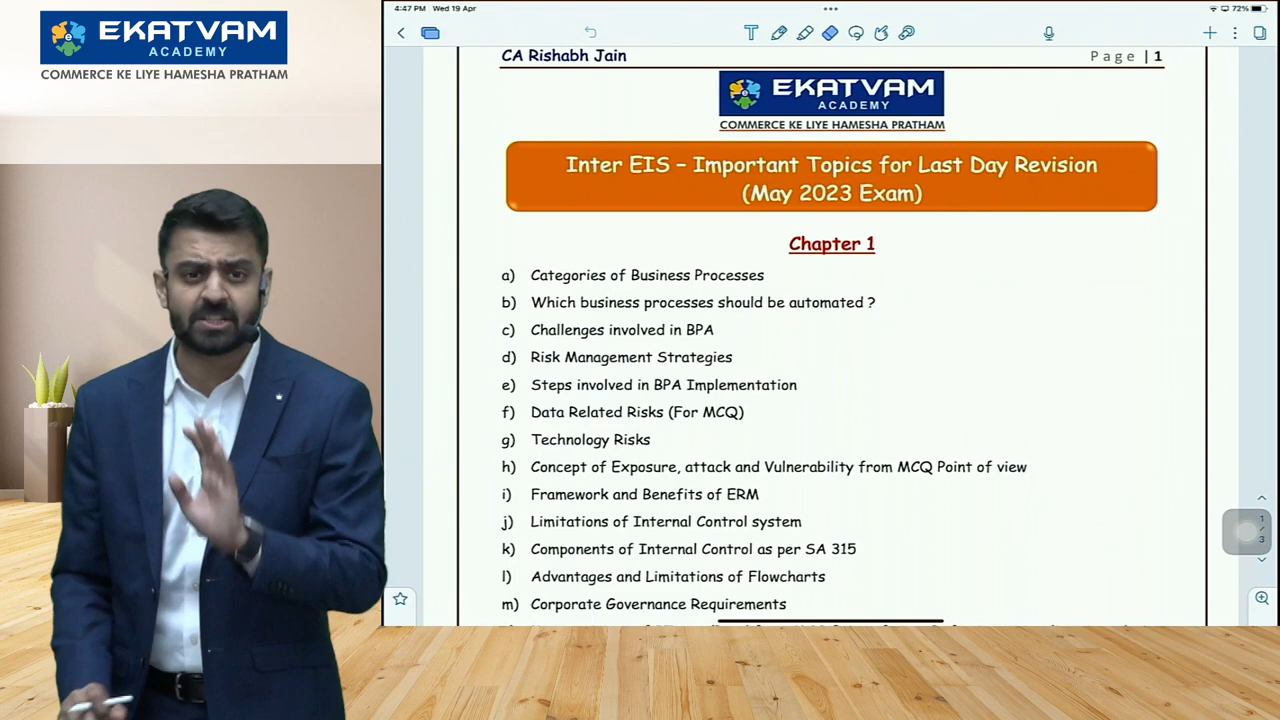 EKATVAM
ACADEMY
COMMERCE KE LIYE HAMESHA PRATHAM
4:47 PM Wed 19 Apr
72%
CA Rishabh Jain
Page | 1
EKATVAM
ACADEMY
COMMERCE KE LIYE HAMESHA PRATHAM
Inter EIS – Important Topics for Last Day Revision
(May 2023 Exam)
Chapter 1
a) Categories of Business Processes
b) Which business processes should be automated ?
c) Challenges involved in BPA
d) Risk Management Strategies
e) Steps involved in BPA Implementation
f) Data Related Risks (For MCQ)
g) Technology Risks
h) Concept of Exposure, attack and Vulnerability from MCQ Point of view
i) Framework and Benefits of ERM
j) Limitations of Internal Control system
k) Components of Internal Control as per SA 315
l) Advantages and Limitations of Flowcharts
m) Corporate Governance Requirements
1
/
3